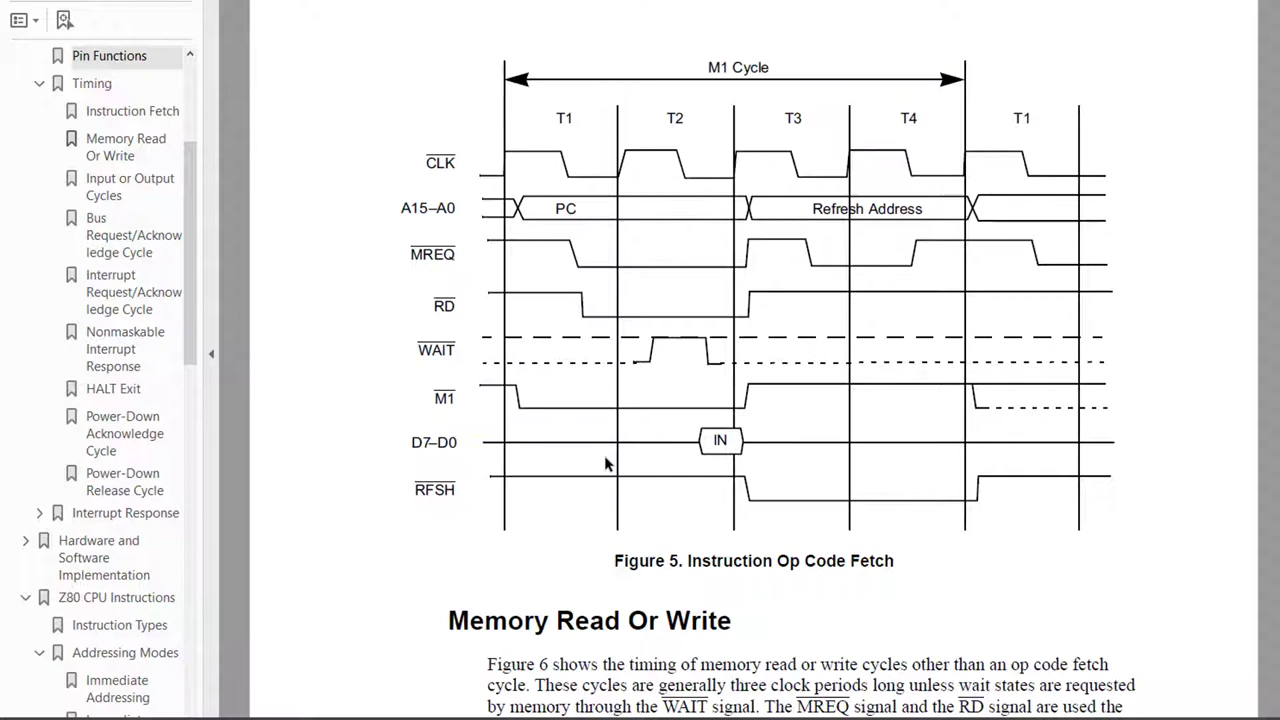 Pin Functions
Timing
Instruction Fetch
Memory Read
Or Write
Input or Output
Cycles
Bus
Request/Acknow
ledge Cycle
Interrupt
Request/Acknow
ledge Cycle
Nonmaskable
Interrupt
Response
HALT Exit
Power-Down
Acknowledge
Cycle
Power-Down
Release Cycle
Interrupt Response
Hardware and
Software
Implementation
Z80 CPU Instructions
Instruction Types
Addressing Modes
Immediate
Addressing
M1 Cycle
T1 T2 T3 T4 T1
CLK
A15–A0 PC Refresh Address
MREQ
RD
WAIT
M1
D7–D0 IN
RFSH
Figure 5. Instruction Op Code Fetch
Memory Read Or Write
Figure 6 shows the timing of memory read or write cycles other than an op code fetch
cycle. These cycles are generally three clock periods long unless wait states are requested
by memory through the WAIT signal. The MREQ signal and the RD signal are used the